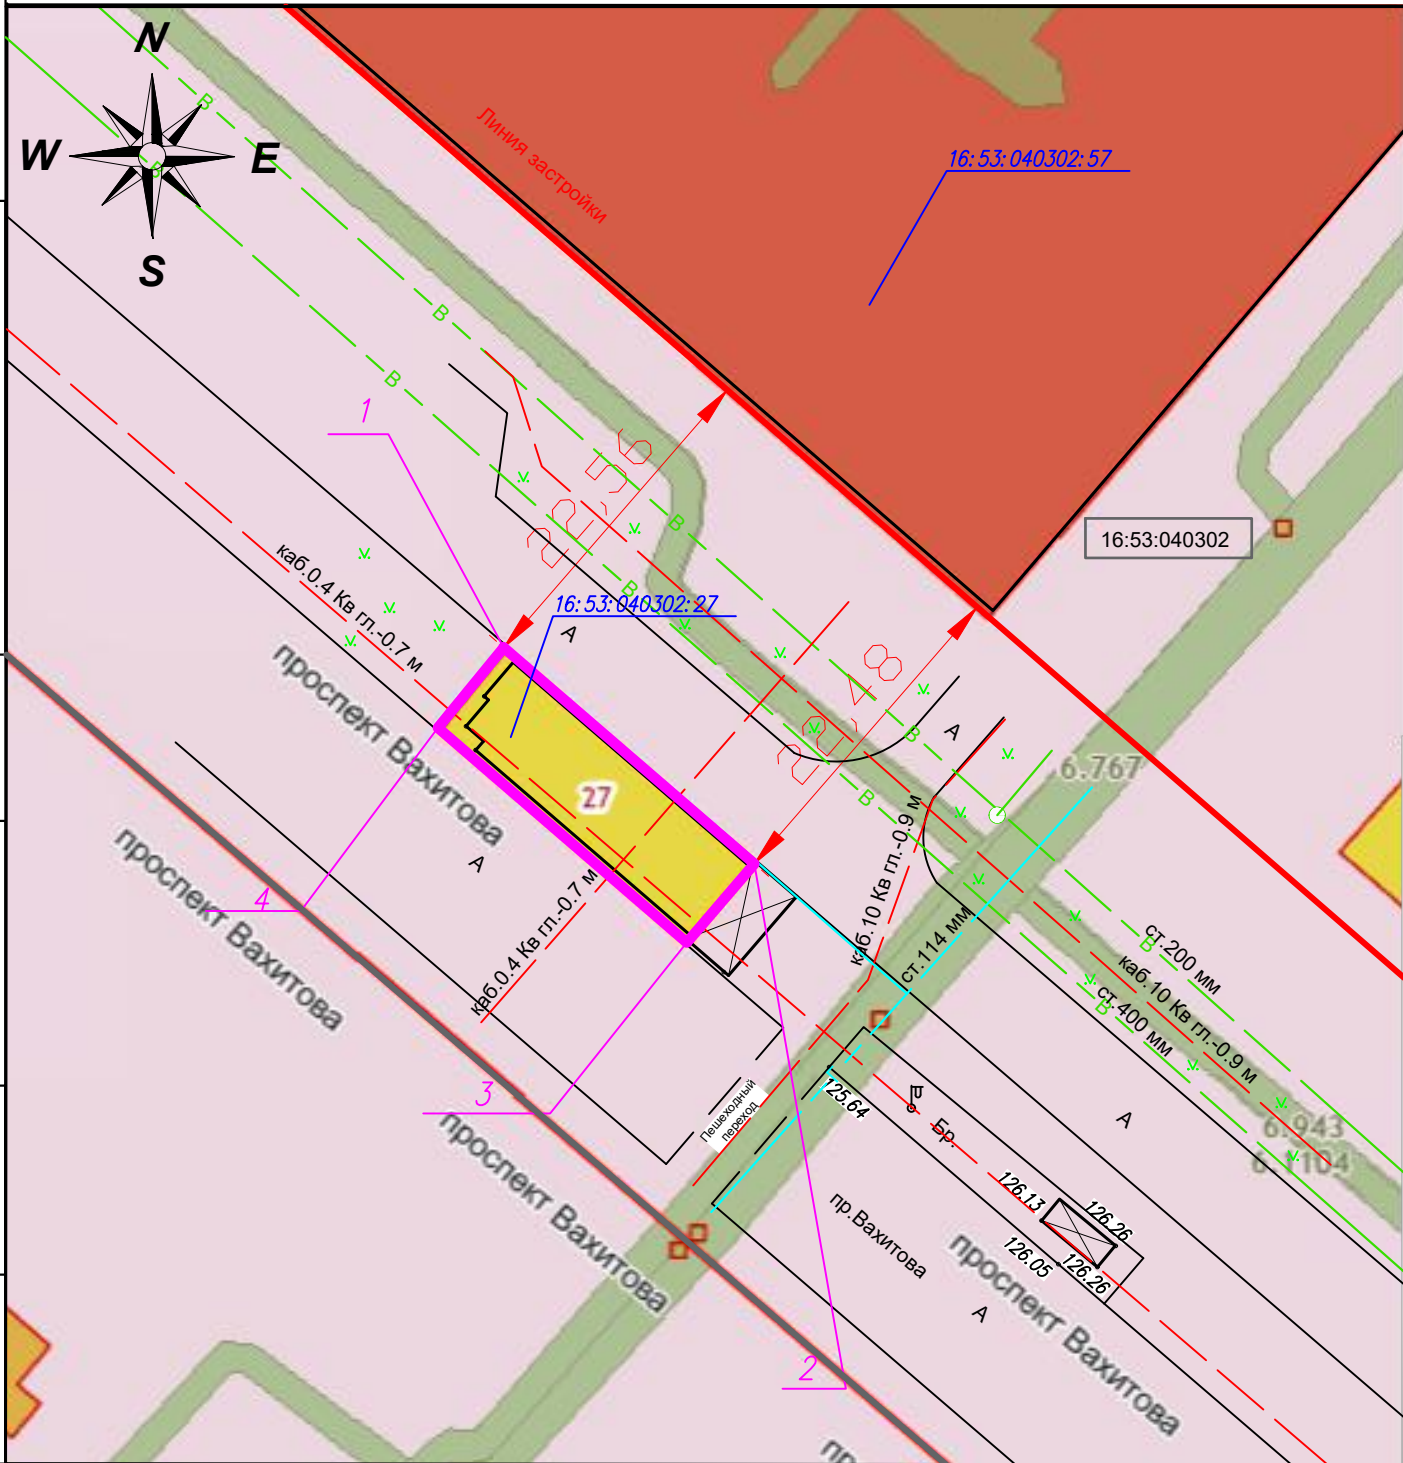 N
W
E
S
В
В
Линия застройки
16:53:040302:57
В
В
1
22,56
16:53:040302
В
В
каб.0.4 Кв гл.-0.7 м
16:53:040302:27
А
проспект Вахитова
22,48
А
В
6.767
27
В
каб.10 Кв гл.-0.9 м
проспект Вахитова
А
4
каб.0.4 Кв гл.-0.7 м
ст.114 мм
ст.200 мм
В
каб.10 Кв гл.-0.9 м
ст.400 мм
В
3
Пешеходный
переход
125.64
Бр.
А
6.943
6.1104
проспект Вахитова
126.13
126.26
пр.Вахитова
126.05
126.26
проспект Вахитова
А
2
пр